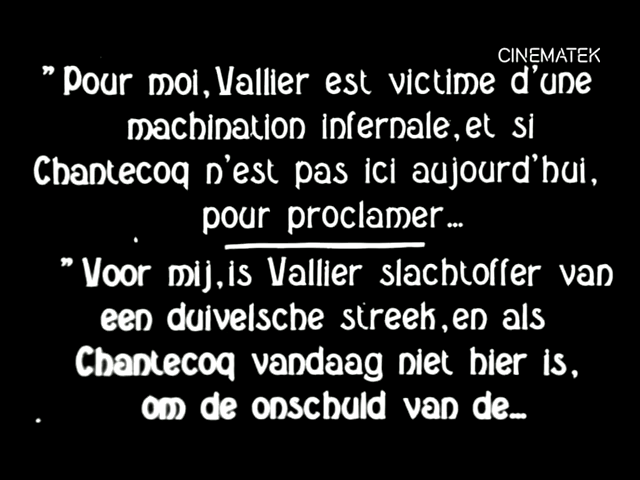 CINEMATEK
"Pour moi, Vallier est victime d'une
machination infernale, et si
Chantecoq n'est pas ici aujourd'hui,
pour proclamer...
"Voor mij, is Vallier slachtoffer van
een duivelsche streek, en als
Chantecoq vandaag niet hier is,
om de onschuld van de...